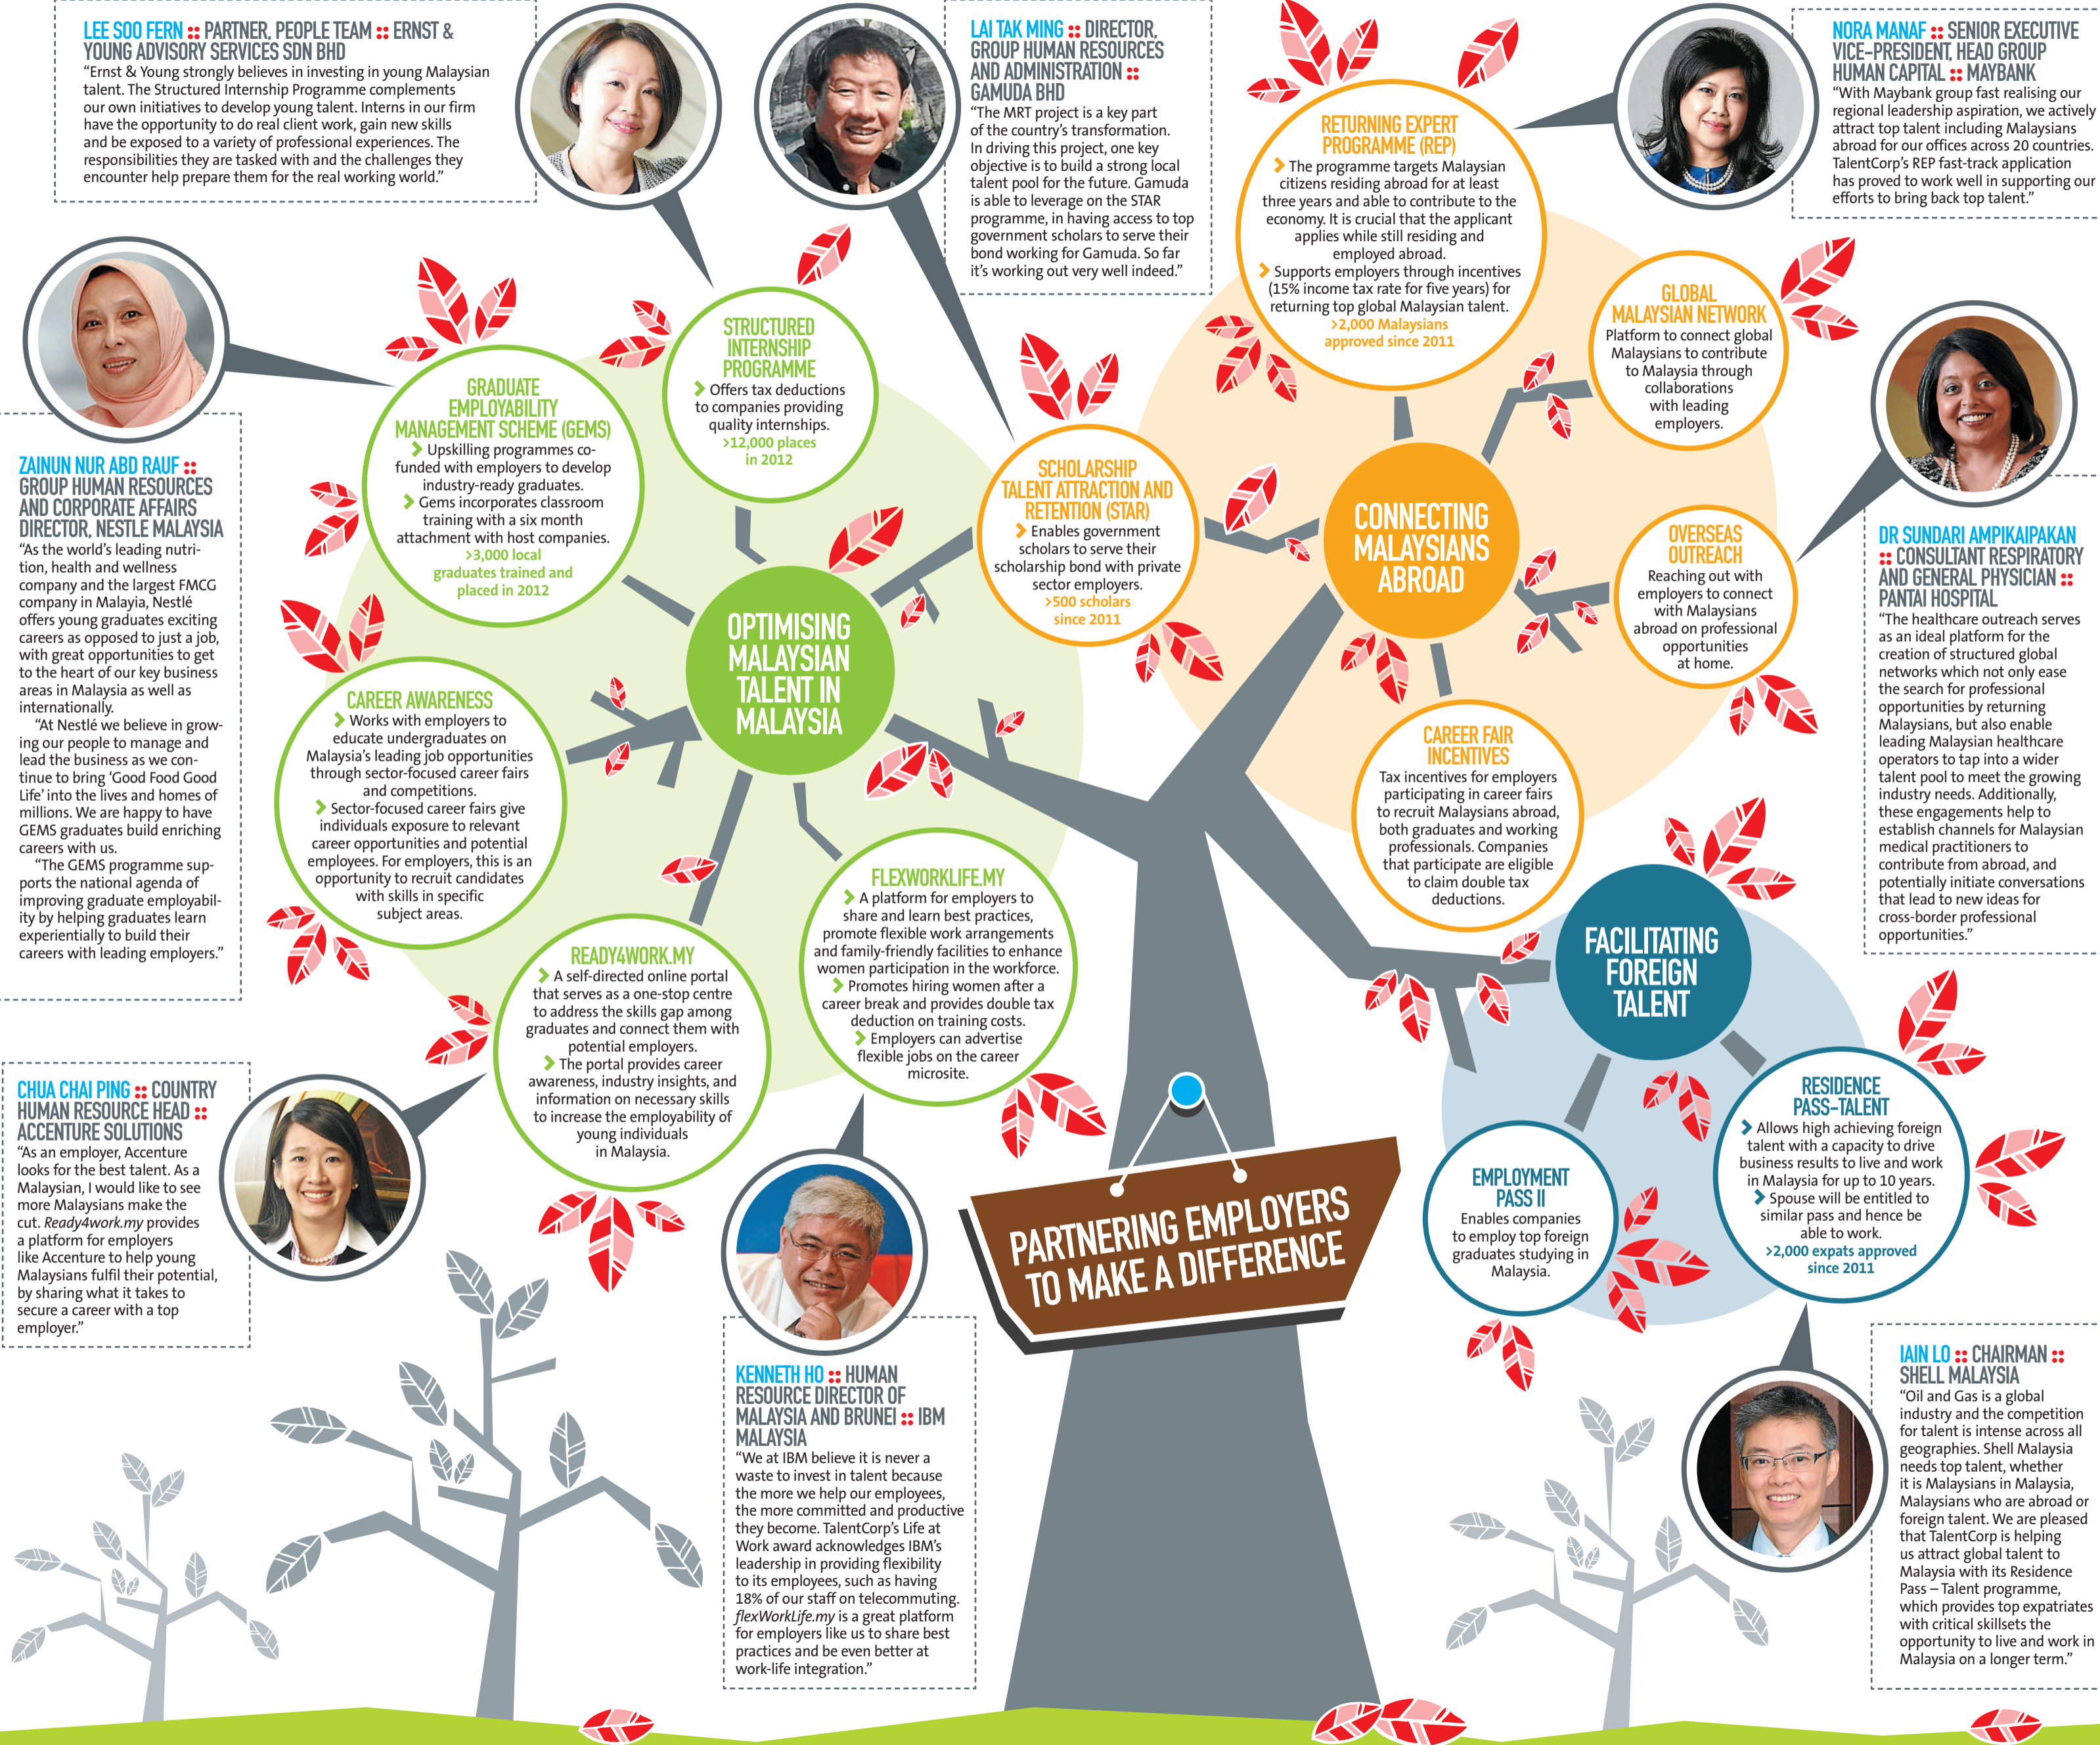 LEE SOO FERN :: PARTNER, PEOPLE TEAM :: ERNST &
YOUNG ADVISORY SERVICES SDN BHD
“Ernst & Young strongly believes in investing in young Malaysian
talent. The Structured Internship Programme complements
our own initiatives to develop young talent. Interns in our firm
have the opportunity to do real client work, gain new skills
and be exposed to a variety of professional experiences. The
responsibilities they are tasked with and the challenges they
encounter help prepare them for the real working world.”
LAI TAK MING :: DIRECTOR,
GROUP HUMAN RESOURCES
AND ADMINISTRATION ::
GAMUDA BHD
“The MRT project is a key part
of the country’s transformation.
In driving this project, one key
objective is to build a strong local
talent pool for the future. Gamuda
is able to leverage on the STAR
programme, in having access to top
government scholars to serve their
bond working for Gamuda. So far
it’s working out very well indeed.”
NORA MANAF :: SENIOR EXECUTIVE
VICE-PRESIDENT, HEAD GROUP
HUMAN CAPITAL :: MAYBANK
“With Maybank group fast realising our
regional leadership aspiration, we actively
attract top talent including Malaysians
abroad for our offices across 20 countries.
TalentCorp’s REP fast-track application
has proved to work well in supporting our
efforts to bring back top talent.”
RETURNING EXPERT
PROGRAMME (REP)
The programme targets Malaysian
citizens residing abroad for at least
three years and able to contribute to the
economy. It is crucial that the applicant
applies while still residing and
employed abroad.
Supports employers through incentives
(15% income tax rate for five years) for
returning top global Malaysian talent.
>2,000 Malaysians
approved since 2011
GLOBAL
MALAYSIAN NETWORK
Platform to connect global
Malaysians to contribute
to Malaysia through
collaborations
with leading
employers.
STRUCTURED
INTERNSHIP
PROGRAMME
Offers tax deductions
to companies providing
quality internships.
>12,000 places
in 2012
GRADUATE
EMPLOYABILITY
MANAGEMENT SCHEME (GEMS)
Upskilling programmes co-
funded with employers to develop
industry-ready graduates.
Gems incorporates classroom
training with a six month
attachment with host companies.
>3,000 local
graduates trained and
placed in 2012
ZAINUN NUR ABD RAUF ::
GROUP HUMAN RESOURCES
AND CORPORATE AFFAIRS
DIRECTOR, NESTLE MALAYSIA
“As the world’s leading nutri-
tion, health and wellness
company and the largest FMCG
company in Malayia, Nestlé
offers young graduates exciting
careers as opposed to just a job,
with great opportunities to get
to the heart of our key business
areas in Malaysia as well as
internationally.
“At Nestlé we believe in grow-
ing our people to manage and
lead the business as we con-
tinue to bring ‘Good Food Good
Life’ into the lives and homes of
millions. We are happy to have
GEMS graduates build enriching
careers with us.
“The GEMS programme sup-
ports the national agenda of
improving graduate employabil-
ity by helping graduates learn
experientially to build their
careers with leading employers.”
SCHOLARSHIP
TALENT ATTRACTION AND
RETENTION (STAR)
Enables government
scholars to serve their
scholarship bond with private
sector employers.
>500 scholars
since 2011
CONNECTING
MALAYSIANS
ABROAD
OVERSEAS
OUTREACH
Reaching out with
employers to connect
with Malaysians
abroad on professional
opportunities
at home.
DR SUNDARI AMPIKAIPAKAN
:: CONSULTANT RESPIRATORY
AND GENERAL PHYSICIAN ::
PANTAI HOSPITAL
“The healthcare outreach serves
as an ideal platform for the
creation of structured global
networks which not only ease
the search for professional
opportunities by returning
Malaysians, but also enable
leading Malaysian healthcare
operators to tap into a wider
talent pool to meet the growing
industry needs. Additionally,
these engagements help to
establish channels for Malaysian
medical practitioners to
contribute from abroad, and
potentially initiate conversations
that lead to new ideas for
cross-border professional
opportunities.”
OPTIMISING
MALAYSIAN
TALENT IN
MALAYSIA
CAREER AWARENESS
Works with employers to
educate undergraduates on
Malaysia’s leading job opportunities
through sector-focused career fairs
and competitions.
Sector-focused career fairs give
individuals exposure to relevant
career opportunities and potential
employees. For employers, this is an
opportunity to recruit candidates
with skills in specific
subject areas.
CAREER FAIR
INCENTIVES
Tax incentives for employers
participating in career fairs
to recruit Malaysians abroad,
both graduates and working
professionals. Companies
that participate are eligible
to claim double tax
deductions.
FLEXWORKLIFE.MY
A platform for employers to
share and learn best practices,
promote flexible work arrangements
and family-friendly facilities to enhance
women participation in the workforce.
Promotes hiring women after a
career break and provides double tax
deduction on training costs.
Employers can advertise
flexible jobs on the career
microsite.
READY4WORK.MY
A self-directed online portal
that serves as a one-stop centre
to address the skills gap among
graduates and connect them with
potential employers.
The portal provides career
awareness, industry insights, and
information on necessary skills
to increase the employability of
young individuals
in Malaysia.
FACILITATING
FOREIGN
TALENT
RESIDENCE
PASS-TALENT
Allows high achieving foreign
talent with a capacity to drive
business results to live and work
in Malaysia for up to 10 years.
Spouse will be entitled to
similar pass and hence be
able to work.
>2,000 expats approved
since 2011
EMPLOYMENT
PASS II
Enables companies
to employ top foreign
graduates studying in
Malaysia.
CHUA CHAI PING :: COUNTRY
HUMAN RESOURCE HEAD ::
ACCENTURE SOLUTIONS
“As an employer, Accenture
looks for the best talent. As a
Malaysian, I would like to see
more Malaysians make the
cut. Ready4work.my provides
a platform for employers
like Accenture to help young
Malaysians fulfil their potential,
by sharing what it takes to
secure a career with a top
employer.”
PARTNERING EMPLOYERS
TO MAKE A DIFFERENCE
KENNETH HO :: HUMAN
RESOURCE DIRECTOR OF
MALAYSIA AND BRUNEI :: IBM
MALAYSIA
“We at IBM believe it is never a
waste to invest in talent because
the more we help our employees,
the more committed and productive
they become. TalentCorp’s Life at
Work award acknowledges IBM’s
leadership in providing flexibility
to its employees, such as having
18% of our staff on telecommuting.
flexWorkLife.my is a great platform
for employers like us to share best
practices and be even better at
work-life integration.”
IAIN LO :: CHAIRMAN ::
SHELL MALAYSIA
“Oil and Gas is a global
industry and the competition
for talent is intense across all
geographies. Shell Malaysia
needs top talent, whether
it is Malaysians in Malaysia,
Malaysians who are abroad or
foreign talent. We are pleased
that TalentCorp is helping
us attract global talent to
Malaysia with its Residence
Pass – Talent programme,
which provides top expatriates
with critical skillsets the
opportunity to live and work in
Malaysia on a longer term.”